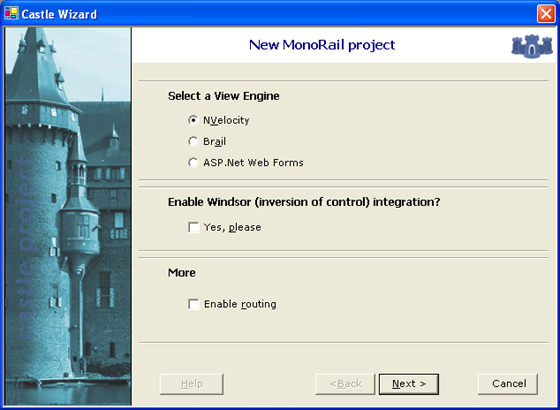 Castle Wizard
New MonoRail project
Select a View Engine
NVelocity
Brail
ASP.Net Web Forms
Enable Windsor (inversion of control) integration?
Yes, please
More
Enable routing
castle project
Help
<Back
Next >
Cancel